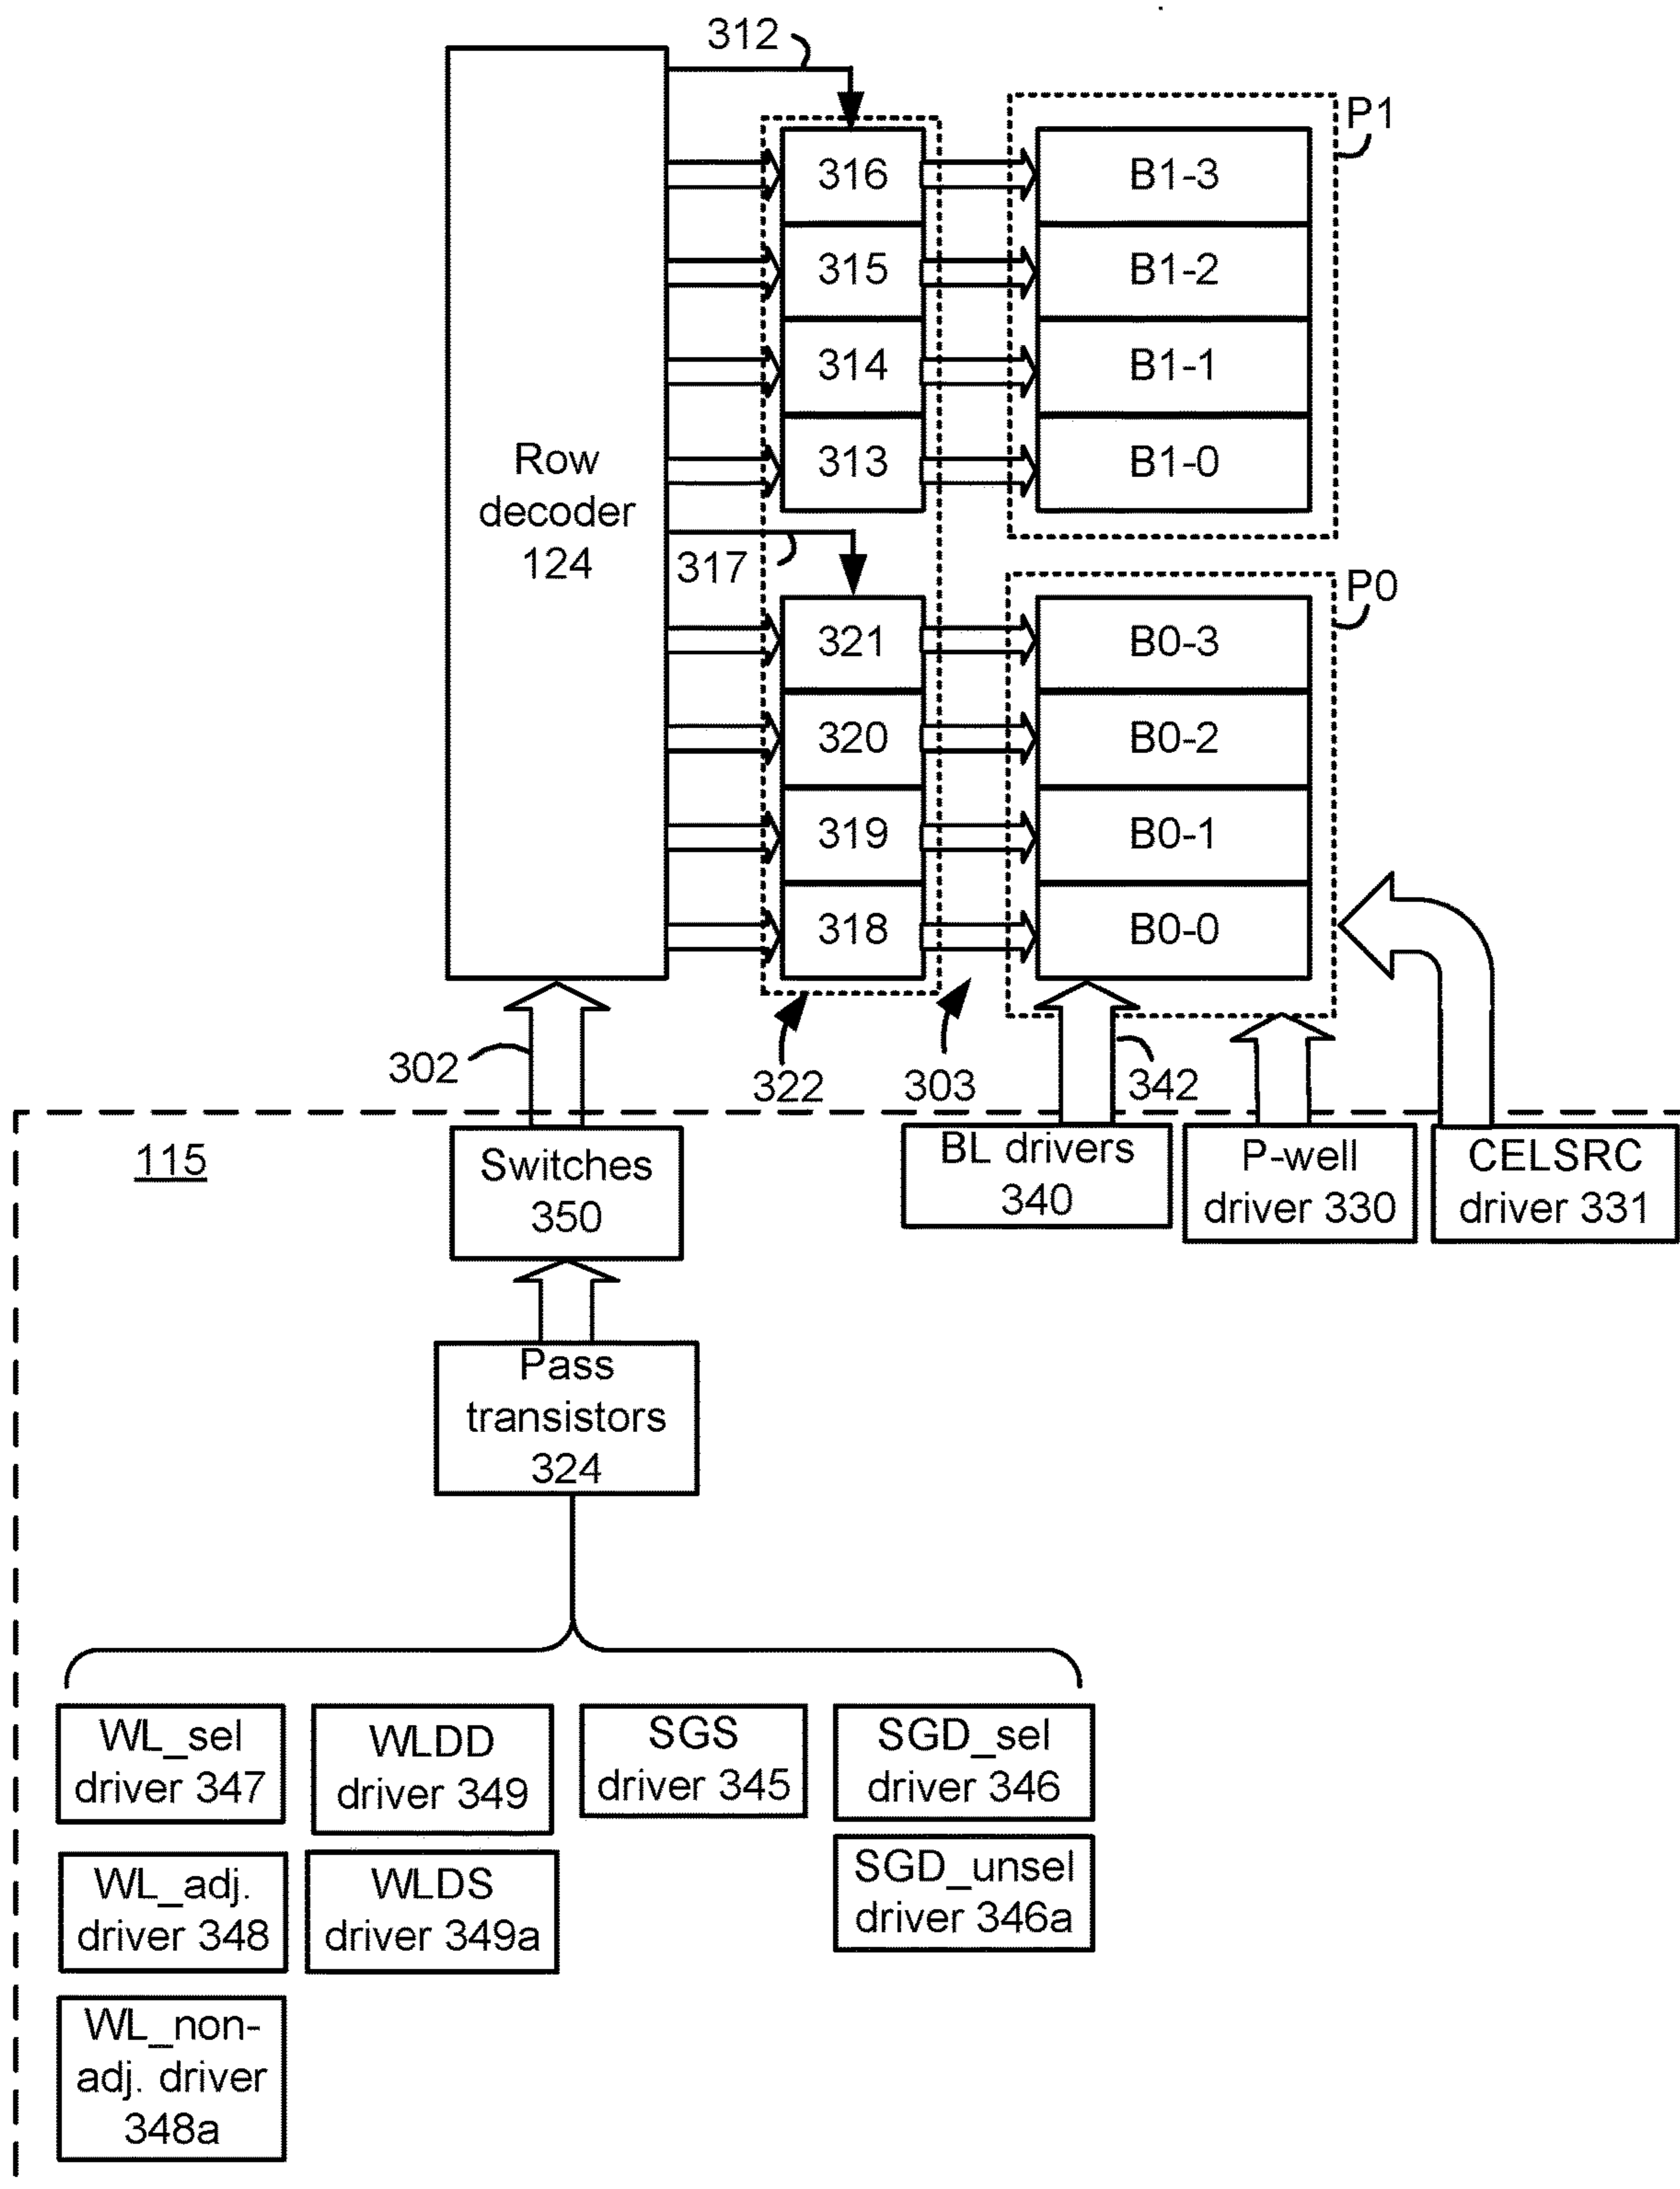 312
P1
316
B1-3
315
B1-2
314
B1-1
313
B1-0
Row
decoder
124
317
P0
321
B0-3
320
B0-2
319
B0-1
318
B0-0
302
322
303
342
115
Switches
350
BL drivers
340
P-well
driver 330
CELSRC
driver 331
Pass
transistors
324
WL_sel
driver 347
WLDD
driver 349
SGS
driver 345
SGD_sel
driver 346
WL_adj.
driver 348
WLDS
driver 349a
SGD_unsel
driver 346a
WL_non-
adj. driver
348a